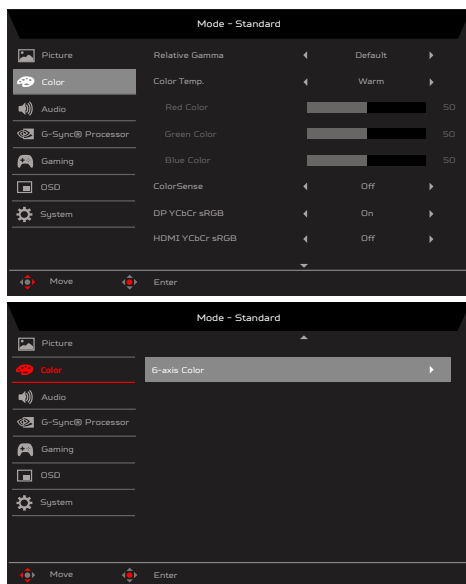 Mode - Standard
Picture Relative Gamma Default
Color Color Temp. Warm
Audio Red Color 50
G-Sync® Processor Green Color 50
Gaming Blue Color 50
OSD ColorSense Off
System DP YCbCr sRGB On
HDMI YCbCr sRGB Off
Move Enter
Mode - Standard
Picture
Color 6-axis Color
Audio
G-Sync® Processor
Gaming
OSD
System
Move Enter